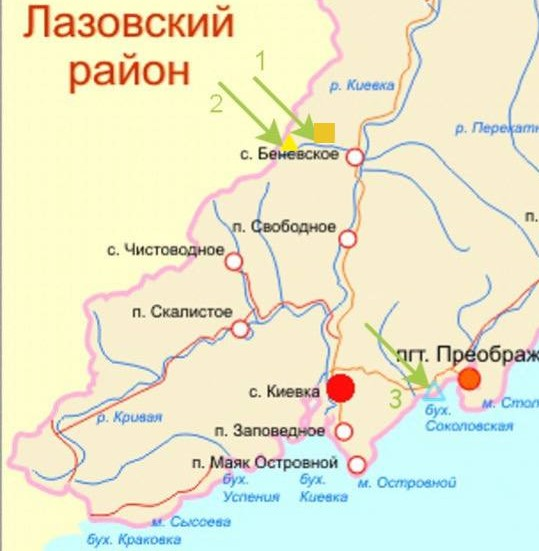 Лазовский
район
1
2
р. Киевка
р. Перекатн
с. Беневское
п.
п. Свободное
с. Чистоводное
п. Скалистое
пгт. Преображ
с. Киевка
3
м. Стол
бух.
Соколовская
р. Кривая
п. Заповедное
п. Маяк Островной
бух.
Успения
бух.
Киевка
м. Островной
м. Сысоева
бух. Краковка